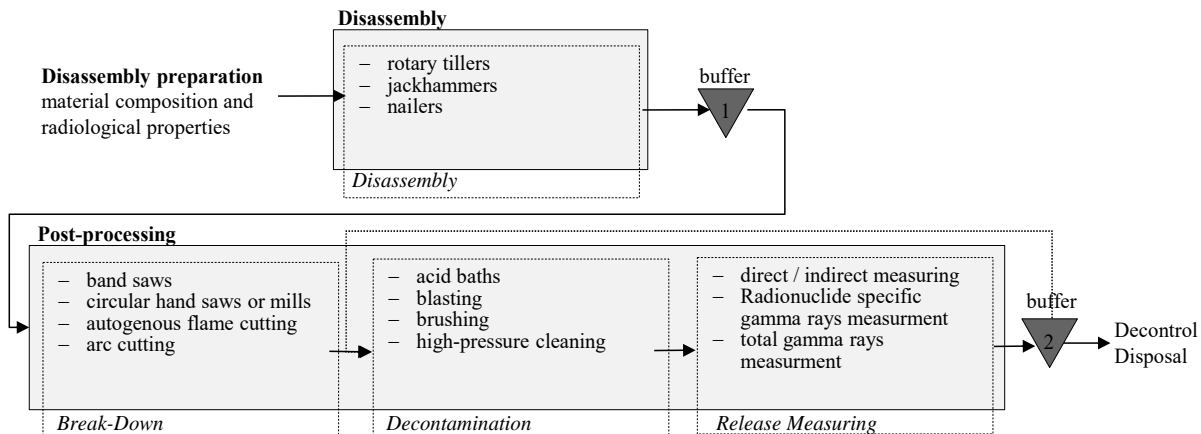 Disassembly
Disassembly preparation
material composition and
radiological properties
– rotary tillers
– jackhammers
– nailers
Disassembly
buffer
1
Post-processing
– band saws
– circular hand saws or mills
– autogenous flame cutting
– arc cutting
Break-Down
– acid baths
– blasting
– brushing
– high-pressure cleaning
Decontamination
– direct / indirect measuring
– Radionuclide specific
gamma rays measurment
– total gamma rays
measurment
Release Measuring
buffer
2
Decontrol
Disposal